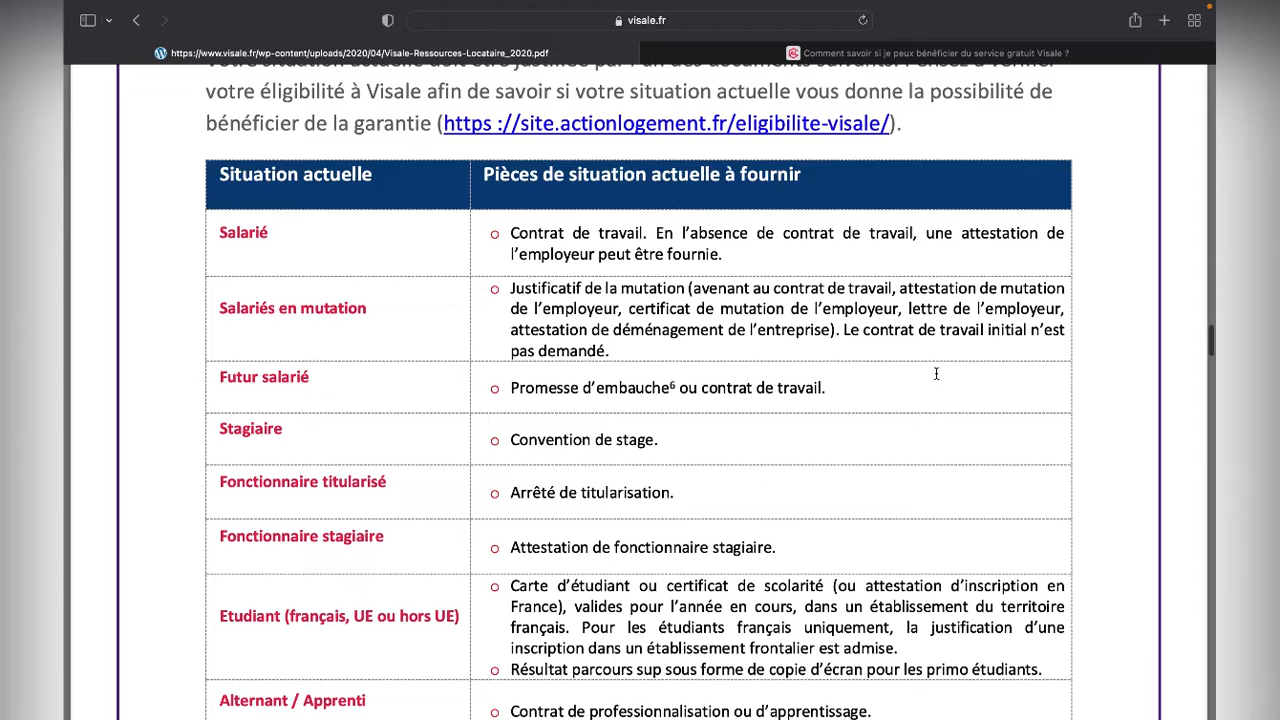 visale.fr
https://www.visale.fr/wp-content/uploads/2020/04/Visale-Ressources-Locataire_2020.pdf
Comment savoir si je peux bénéficier du service gratuit Visale ?
votre éligibilité à Visale afin de savoir si votre situation actuelle vous donne la possibilité de
bénéficier de la garantie (https ://site.actionlogement.fr/eligibilite-visale/).
Situation actuelle
Pièces de situation actuelle à fournir
Salarié
o Contrat de travail. En l’absence de contrat de travail, une attestation de
l’employeur peut être fournie.
Salariés en mutation
o Justificatif de la mutation (avenant au contrat de travail, attestation de mutation
de l’employeur, certificat de mutation de l’employeur, lettre de l’employeur,
attestation de déménagement de l’entreprise). Le contrat de travail initial n’est
pas demandé.
Futur salarié
o Promesse d’embauche⁶ ou contrat de travail.
Stagiaire
o Convention de stage.
Fonctionnaire titularisé
o Arrêté de titularisation.
Fonctionnaire stagiaire
o Attestation de fonctionnaire stagiaire.
Etudiant (français, UE ou hors UE)
o Carte d’étudiant ou certificat de scolarité (ou attestation d’inscription en
France), valides pour l’année en cours, dans un établissement du territoire
français. Pour les étudiants français uniquement, la justification d’une
inscription dans un établissement frontalier est admise.
o Résultat parcours sup sous forme de copie d’écran pour les primo étudiants.
Alternant / Apprenti
o Contrat de professionnalisation ou d’apprentissage.